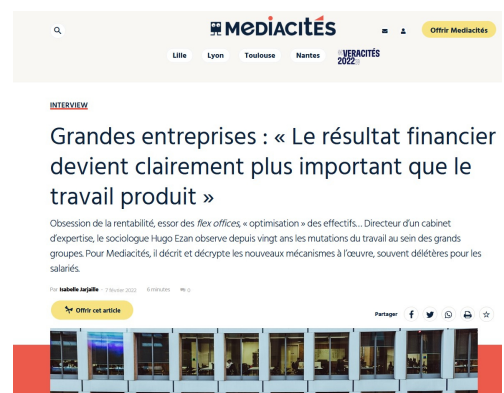 MEDIACITÉS
Offrir Mediacités
Lille Lyon Toulouse Nantes VERACITÉS 2022
INTERVIEW
Grandes entreprises : « Le résultat financier
devient clairement plus important que le
travail produit »
Obsession de la rentabilité, essor des flex offices, « optimisation » des effectifs… Directeur d’un cabinet
d’expertise, le sociologue Hugo Ezan observe depuis vingt ans les mutations du travail au sein des grands
groupes. Pour Mediacités, il décrit et décrypte les nouveaux mécanismes à l’œuvre, souvent délétères pour les
salariés.
Par Isabelle Jarjaille 7 février 2022 6 minutes 0
Offrir cet article
Partager